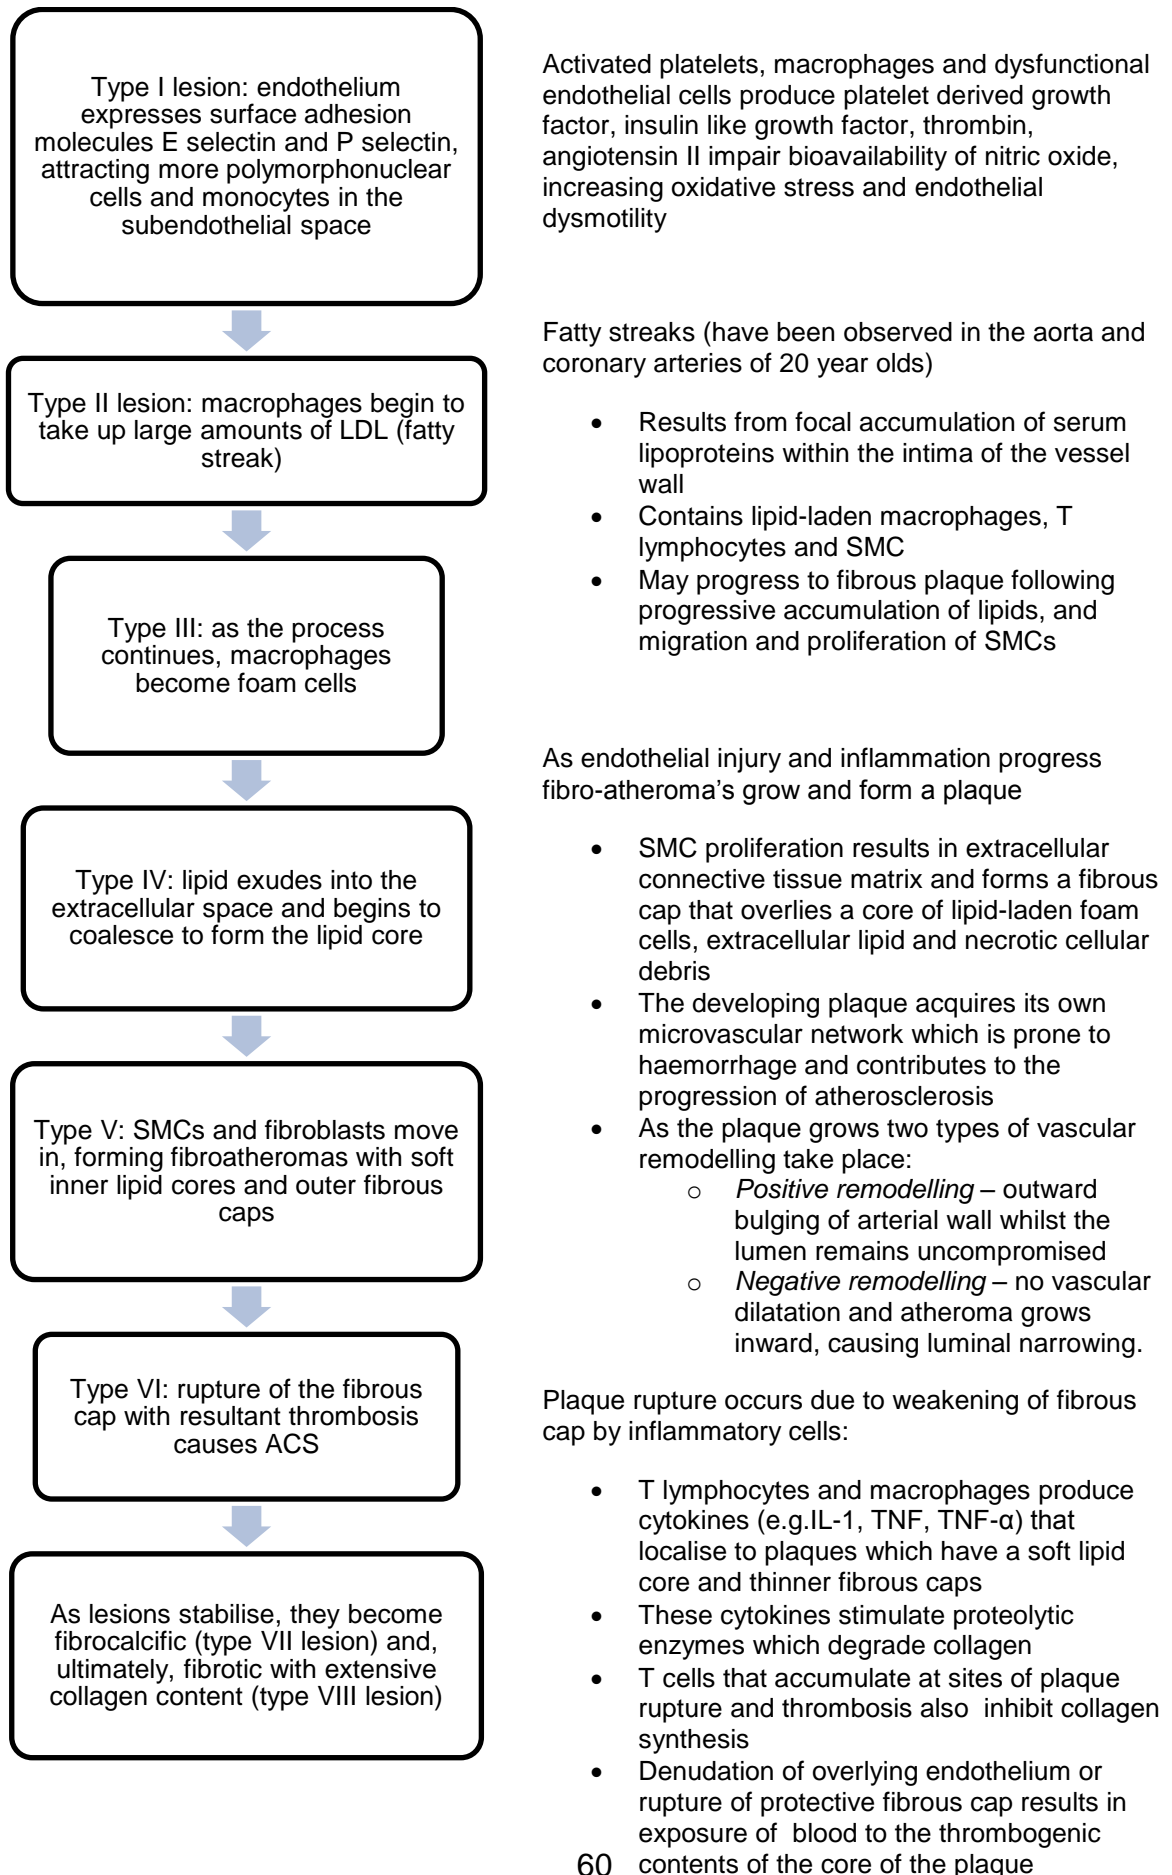 Type I lesion: endothelium
expresses surface adhesion
molecules E selectin and P selectin,
attracting more polymorphonuclear
cells and monocytes in the
subendothelial space
Activated platelets, macrophages and dysfunctional
endothelial cells produce platelet derived growth
factor, insulin like growth factor, thrombin,
angiotensin II impair bioavailability of nitric oxide,
increasing oxidative stress and endothelial
dysmotility
Type II lesion: macrophages begin to
take up large amounts of LDL (fatty
streak)
Fatty streaks (have been observed in the aorta and
coronary arteries of 20 year olds)
• Results from focal accumulation of serum
lipoproteins within the intima of the vessel
wall
• Contains lipid-laden macrophages, T
lymphocytes and SMC
• May progress to fibrous plaque following
progressive accumulation of lipids, and
migration and proliferation of SMCs
Type III: as the process
continues, macrophages
become foam cells
Type IV: lipid exudes into the
extracellular space and begins to
coalesce to form the lipid core
As endothelial injury and inflammation progress
fibro-atheroma's grow and form a plaque
• SMC proliferation results in extracellular
connective tissue matrix and forms a fibrous
cap that overlies a core of lipid-laden foam
cells, extracellular lipid and necrotic cellular
debris
• The developing plaque acquires its own
microvascular network which is prone to
haemorrhage and contributes to the
progression of atherosclerosis
• As the plaque grows two types of vascular
remodelling take place:
o Positive remodelling – outward
bulging of arterial wall whilst the
lumen remains uncompromised
o Negative remodelling – no vascular
dilatation and atheroma grows
inward, causing luminal narrowing.
Type V: SMCs and fibroblasts move
in, forming fibroatheromas with soft
inner lipid cores and outer fibrous
caps
Type VI: rupture of the fibrous
cap with resultant thrombosis
causes ACS
Plaque rupture occurs due to weakening of fibrous
cap by inflammatory cells:
• T lymphocytes and macrophages produce
cytokines (e.g.IL-1, TNF, TNF-α) that
localise to plaques which have a soft lipid
core and thinner fibrous caps
• These cytokines stimulate proteolytic
enzymes which degrade collagen
• T cells that accumulate at sites of plaque
rupture and thrombosis also inhibit collagen
synthesis
• Denudation of overlying endothelium or
rupture of protective fibrous cap results in
exposure of blood to the thrombogenic
contents of the core of the plaque
As lesions stabilise, they become
fibrocalcific (type VII lesion) and,
ultimately, fibrotic with extensive
collagen content (type VIII lesion)
60